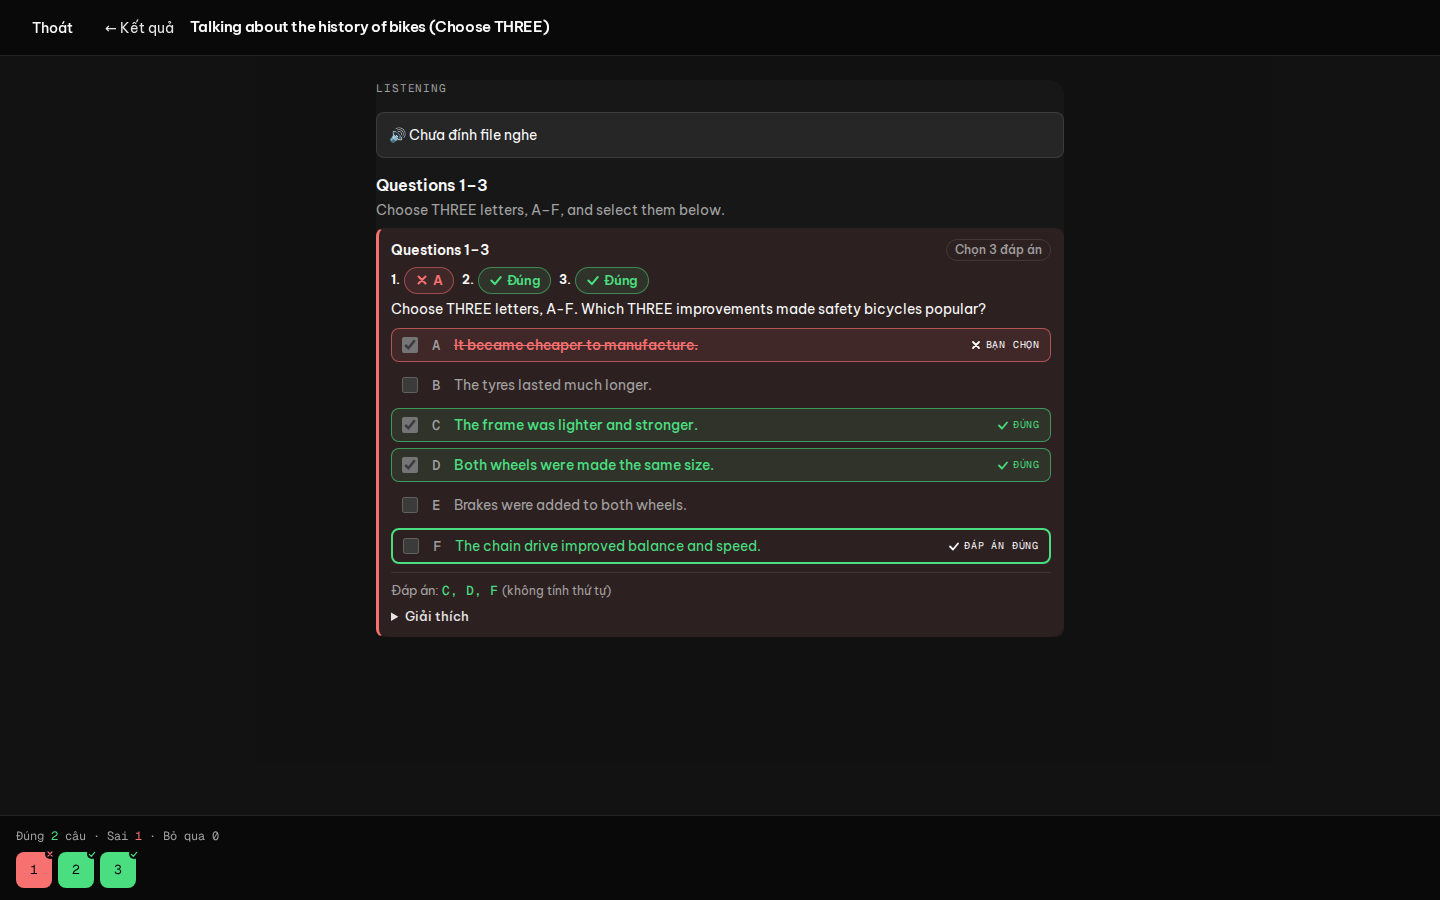 Thoát ← Kết quả Talking about the history of bikes (Choose THREE)
LISTENING
🔊 Chưa đính file nghe
Questions 1–3
Choose THREE letters, A–F, and select them below.
Questions 1–3 Chọn 3 đáp án
1. ✕ A 2. ✓ Đúng 3. ✓ Đúng
Choose THREE letters, A-F. Which THREE improvements made safety bicycles popular?
A It became cheaper to manufacture. ✕ BẠN CHỌN
B The tyres lasted much longer.
C The frame was lighter and stronger. ✓ ĐÚNG
D Both wheels were made the same size. ✓ ĐÚNG
E Brakes were added to both wheels.
F The chain drive improved balance and speed. ✓ ĐÁP ÁN ĐÚNG
Đáp án: C, D, F (không tính thứ tự)
▶ Giải thích
Đúng 2 câu · Sai 1 · Bỏ qua 0
1 2 3